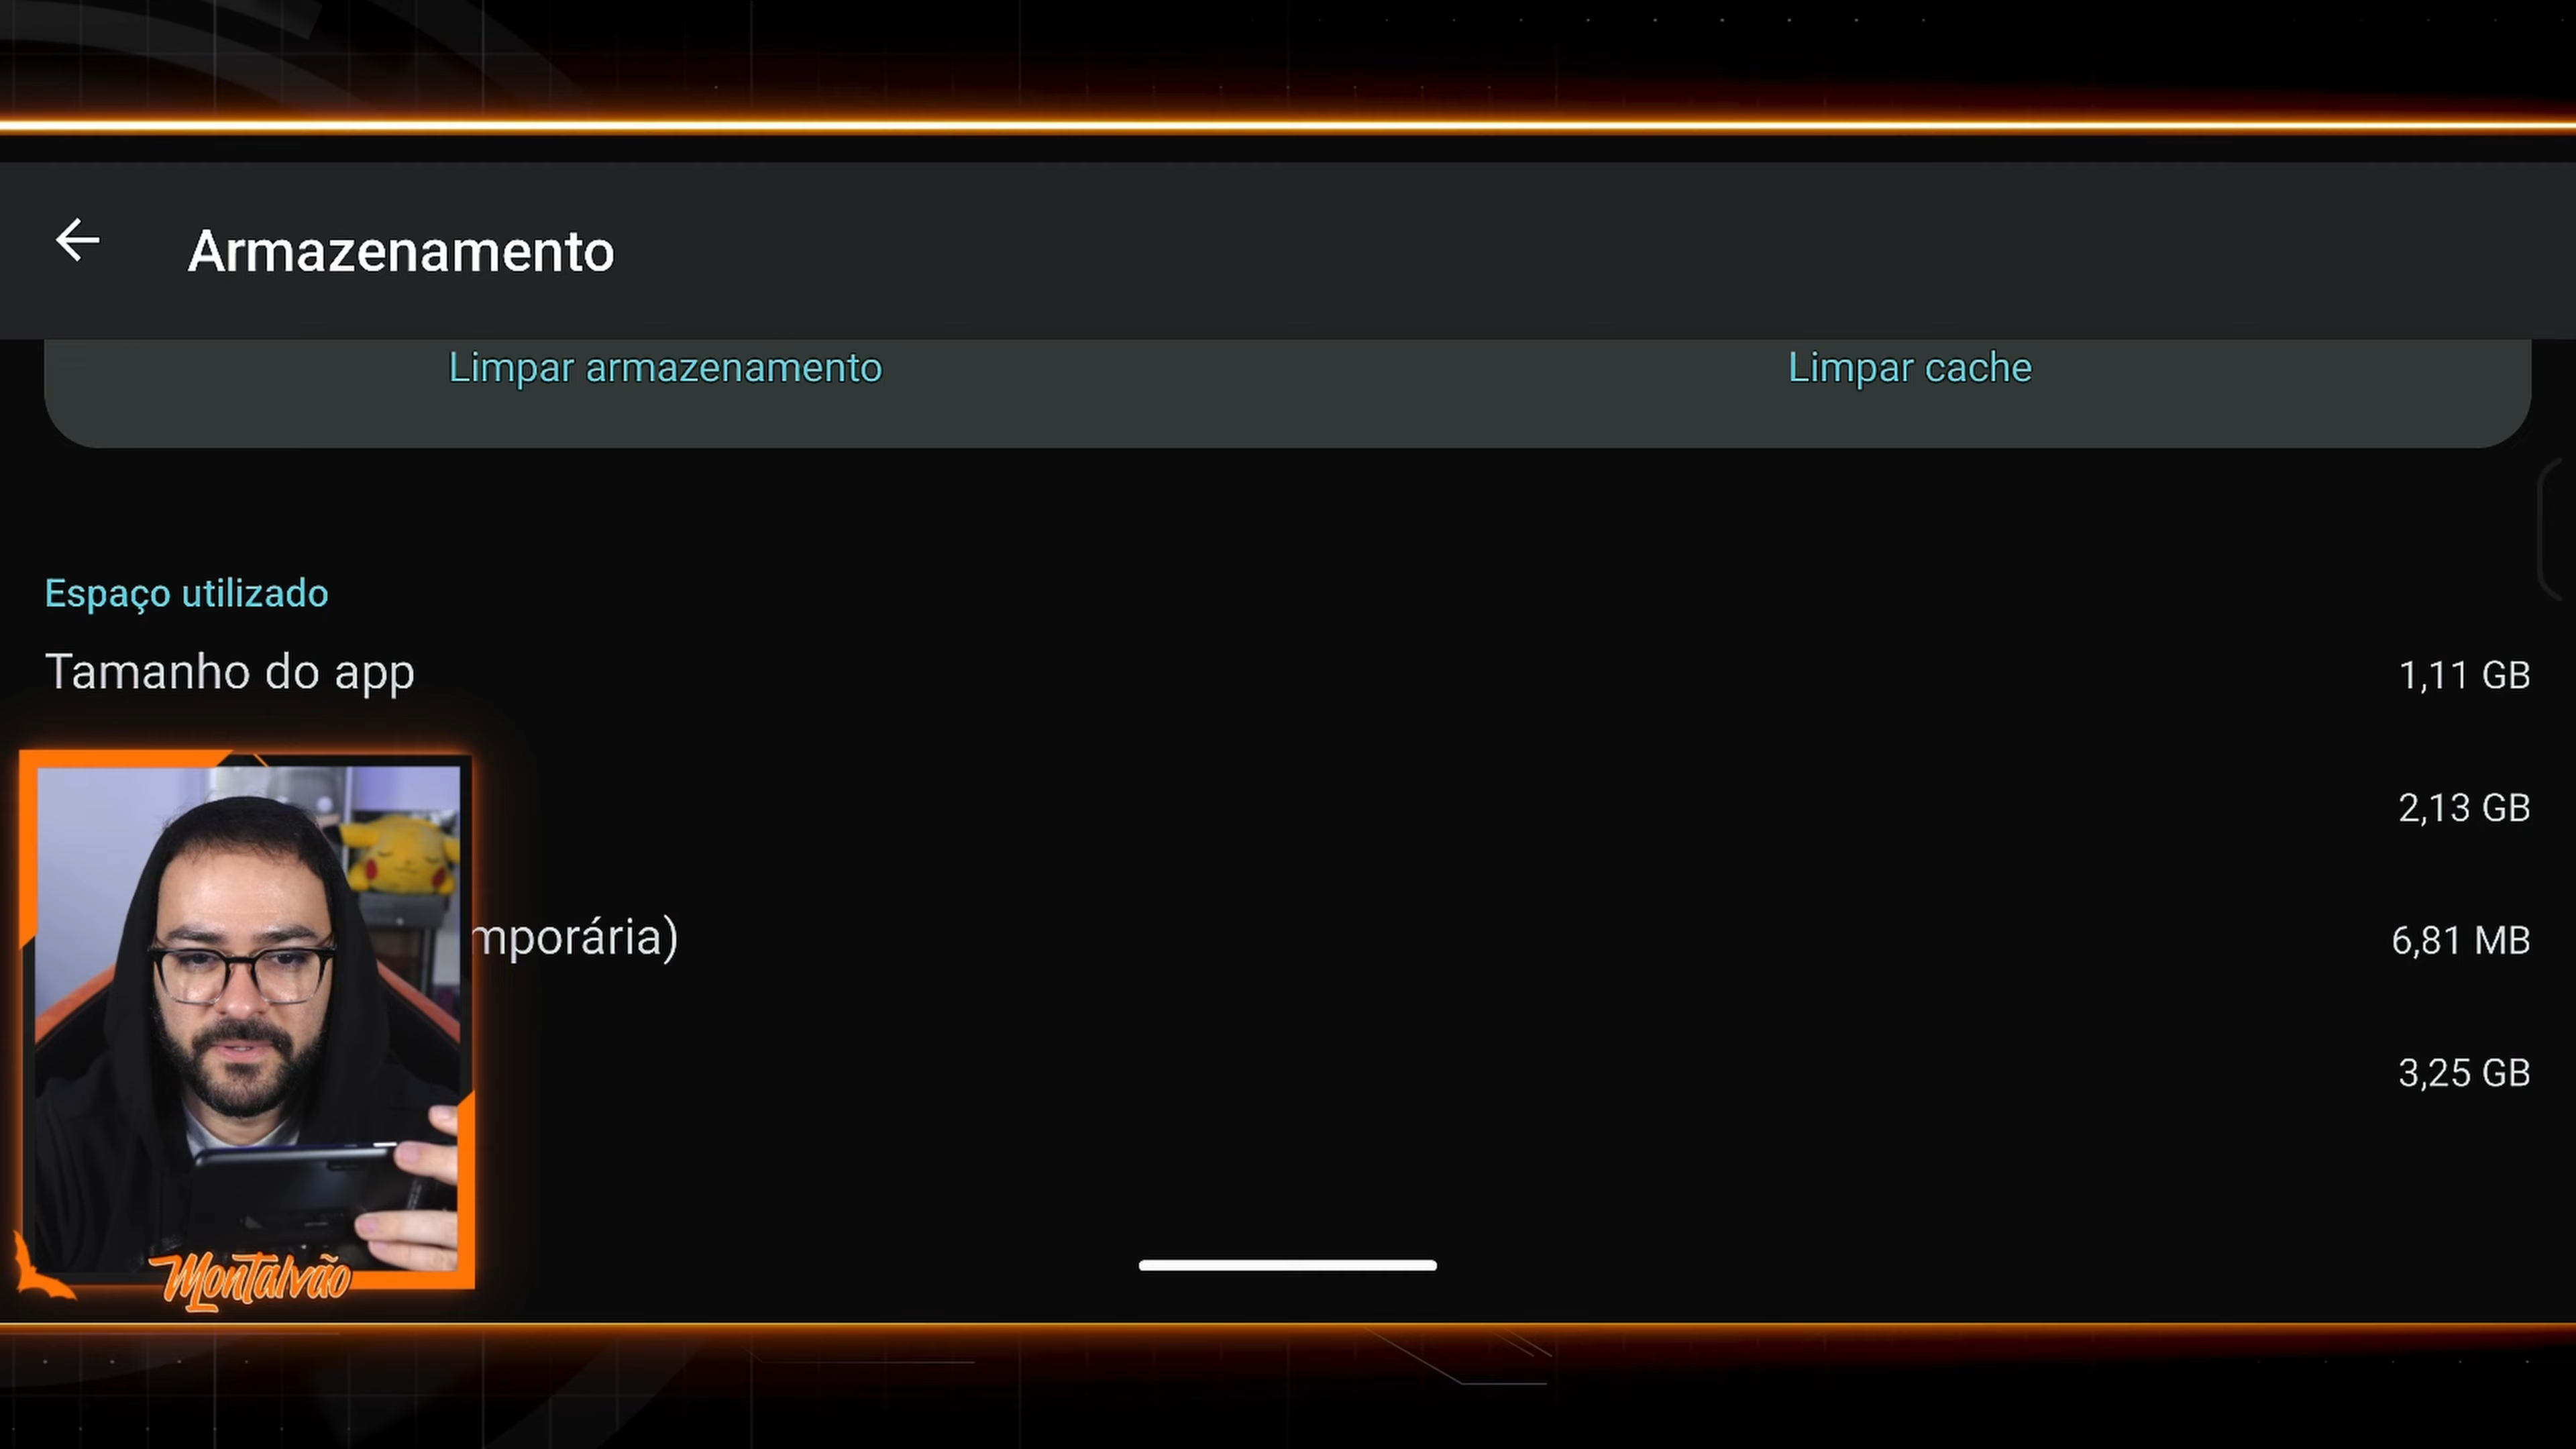 Armazenamento
Limpar armazenamento
Limpar cache
Espaço utilizado
Tamanho do app
1,11 GB
2,13 GB
mporária)
6,81 MB
3,25 GB
Montalvão